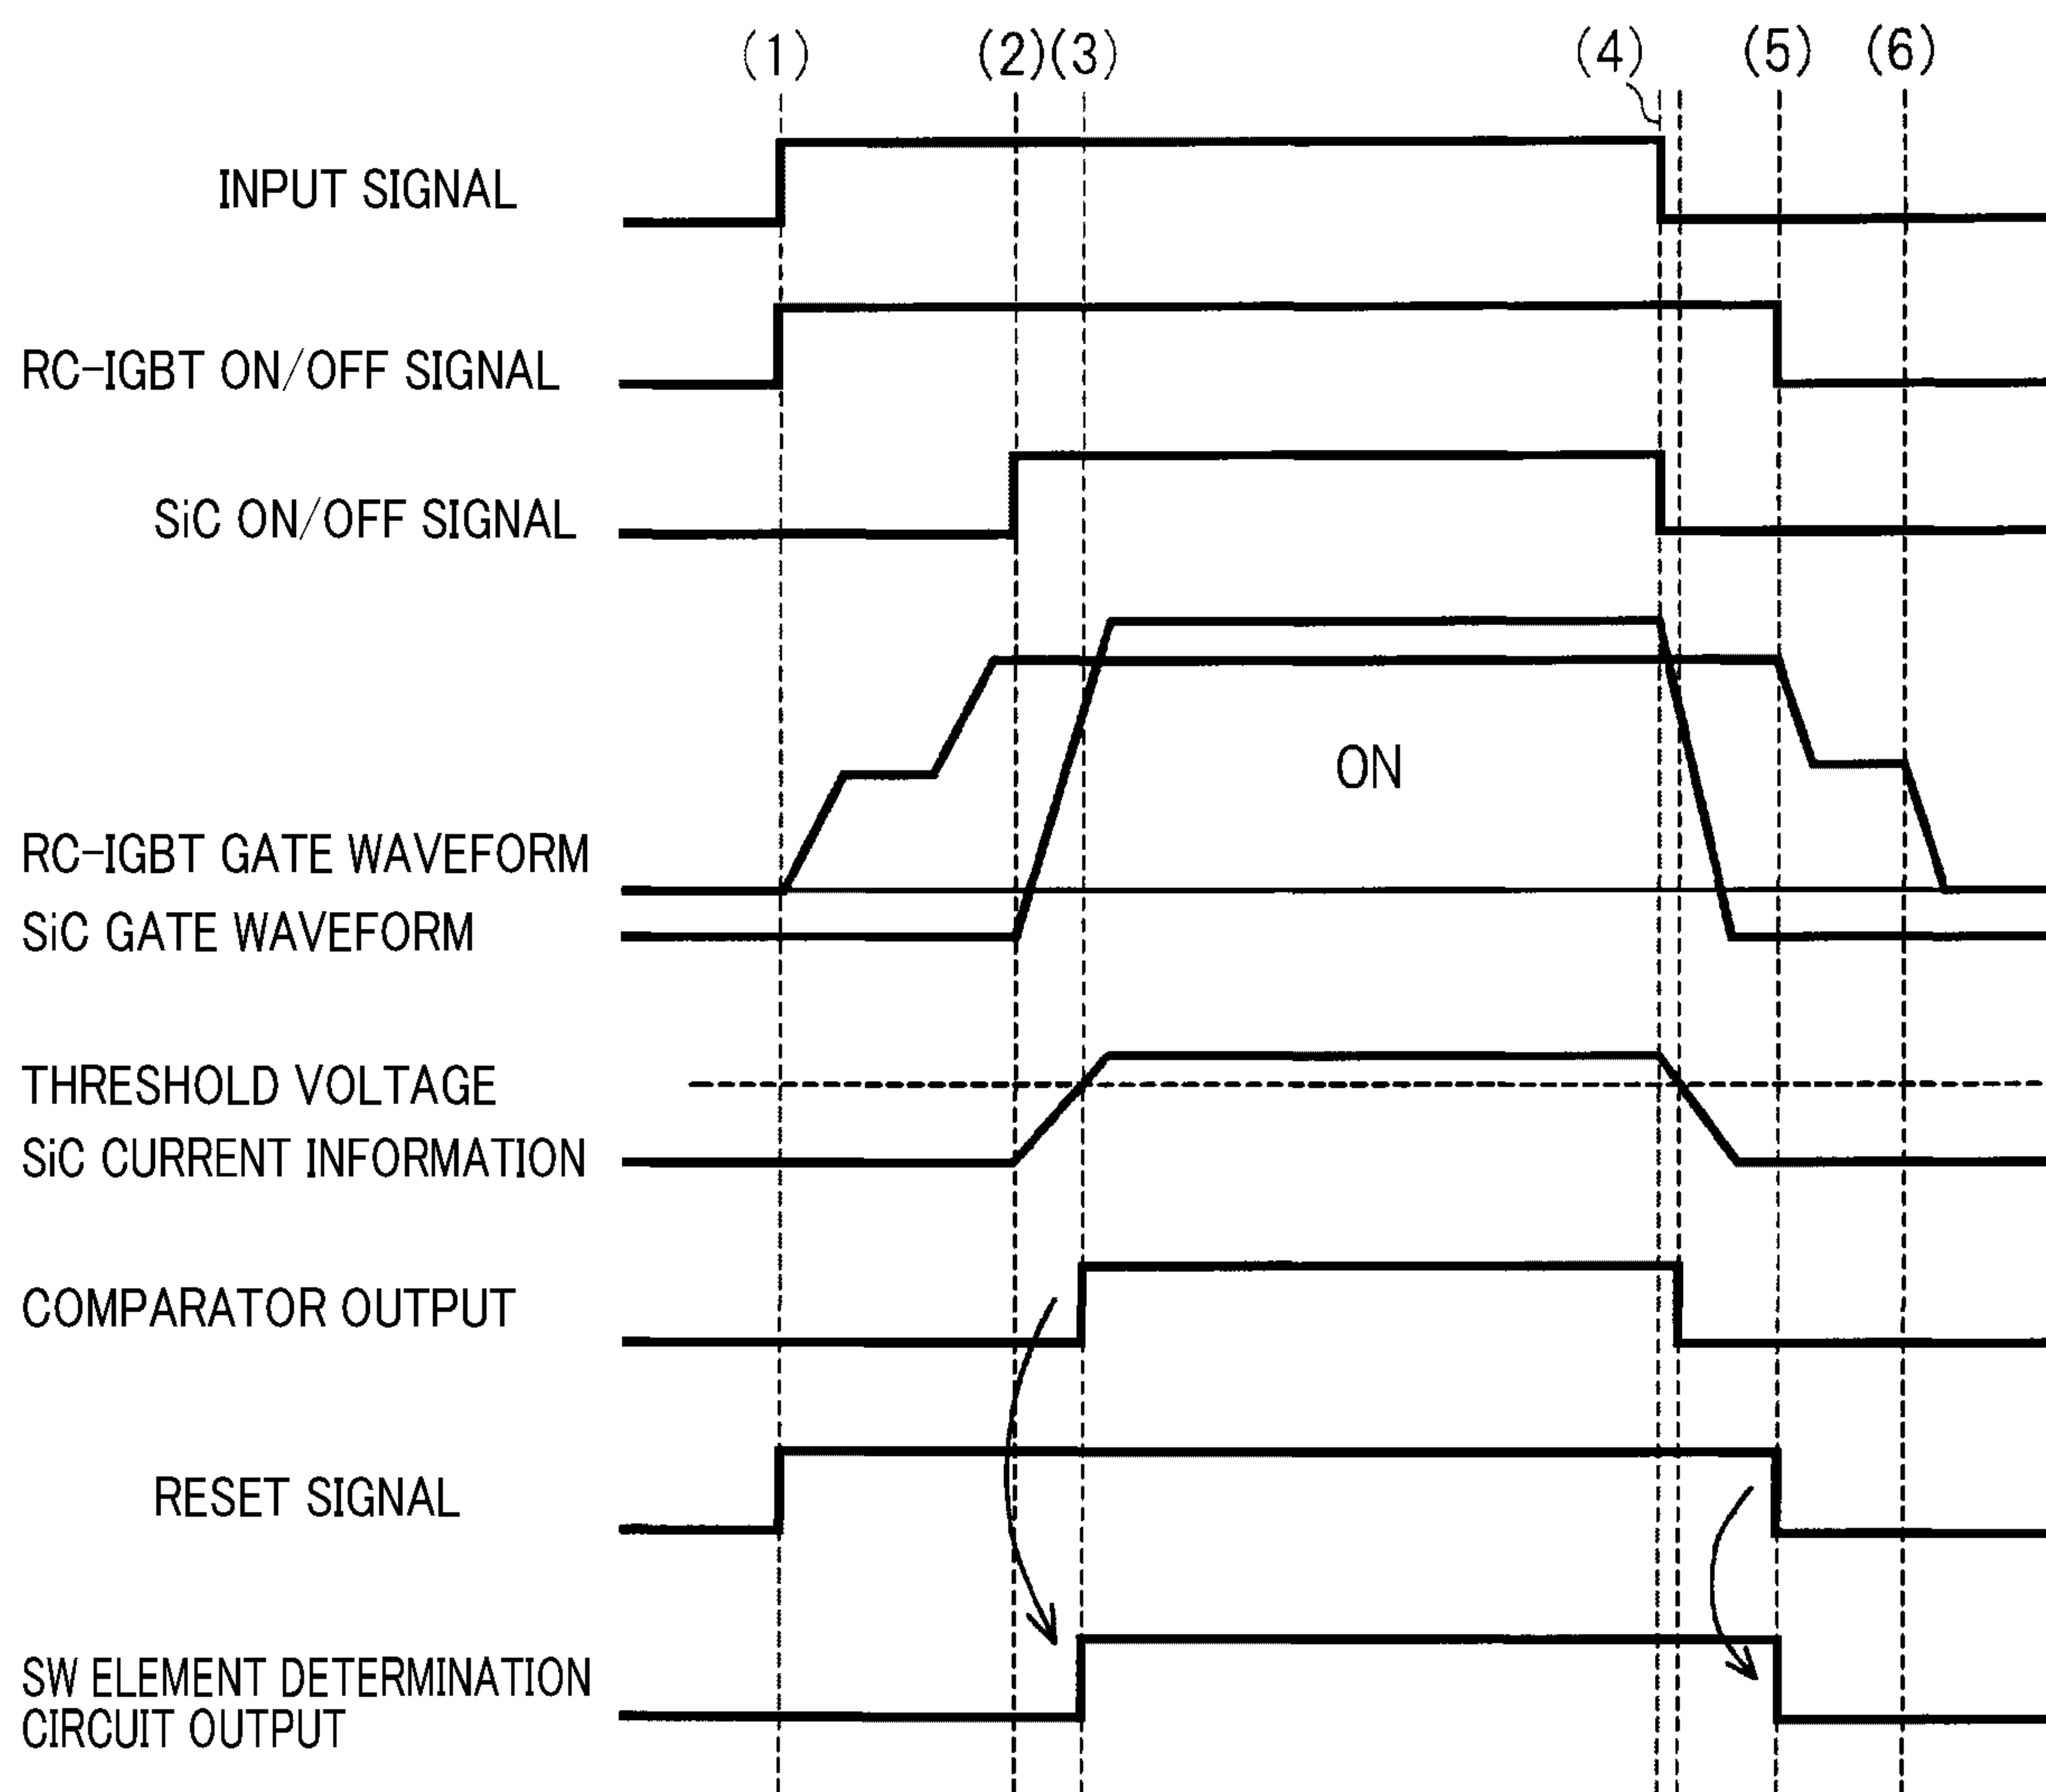 (1) (2) (3) (4) (5) (6)
INPUT SIGNAL
RC-IGBT ON/OFF SIGNAL
SiC ON/OFF SIGNAL
ON
RC-IGBT GATE WAVEFORM
SiC GATE WAVEFORM
THRESHOLD VOLTAGE
SiC CURRENT INFORMATION
COMPARATOR OUTPUT
RESET SIGNAL
SW ELEMENT DETERMINATION
CIRCUIT OUTPUT